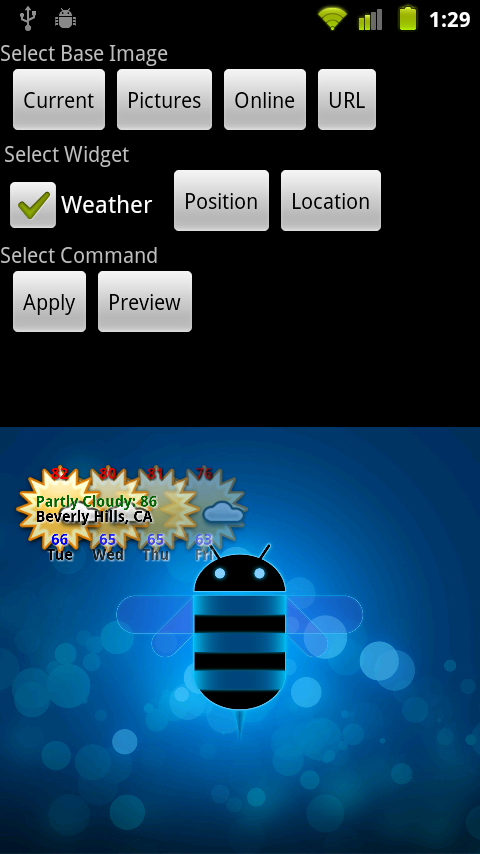 1:29
Select Base Image
Current Pictures Online URL
Select Widget
Weather Position Location
Select Command
Apply Preview
82 80 81 76
Partly Cloudy: 86
Beverly Hills, CA
66 65 65 63
Tue Wed Thu Fri